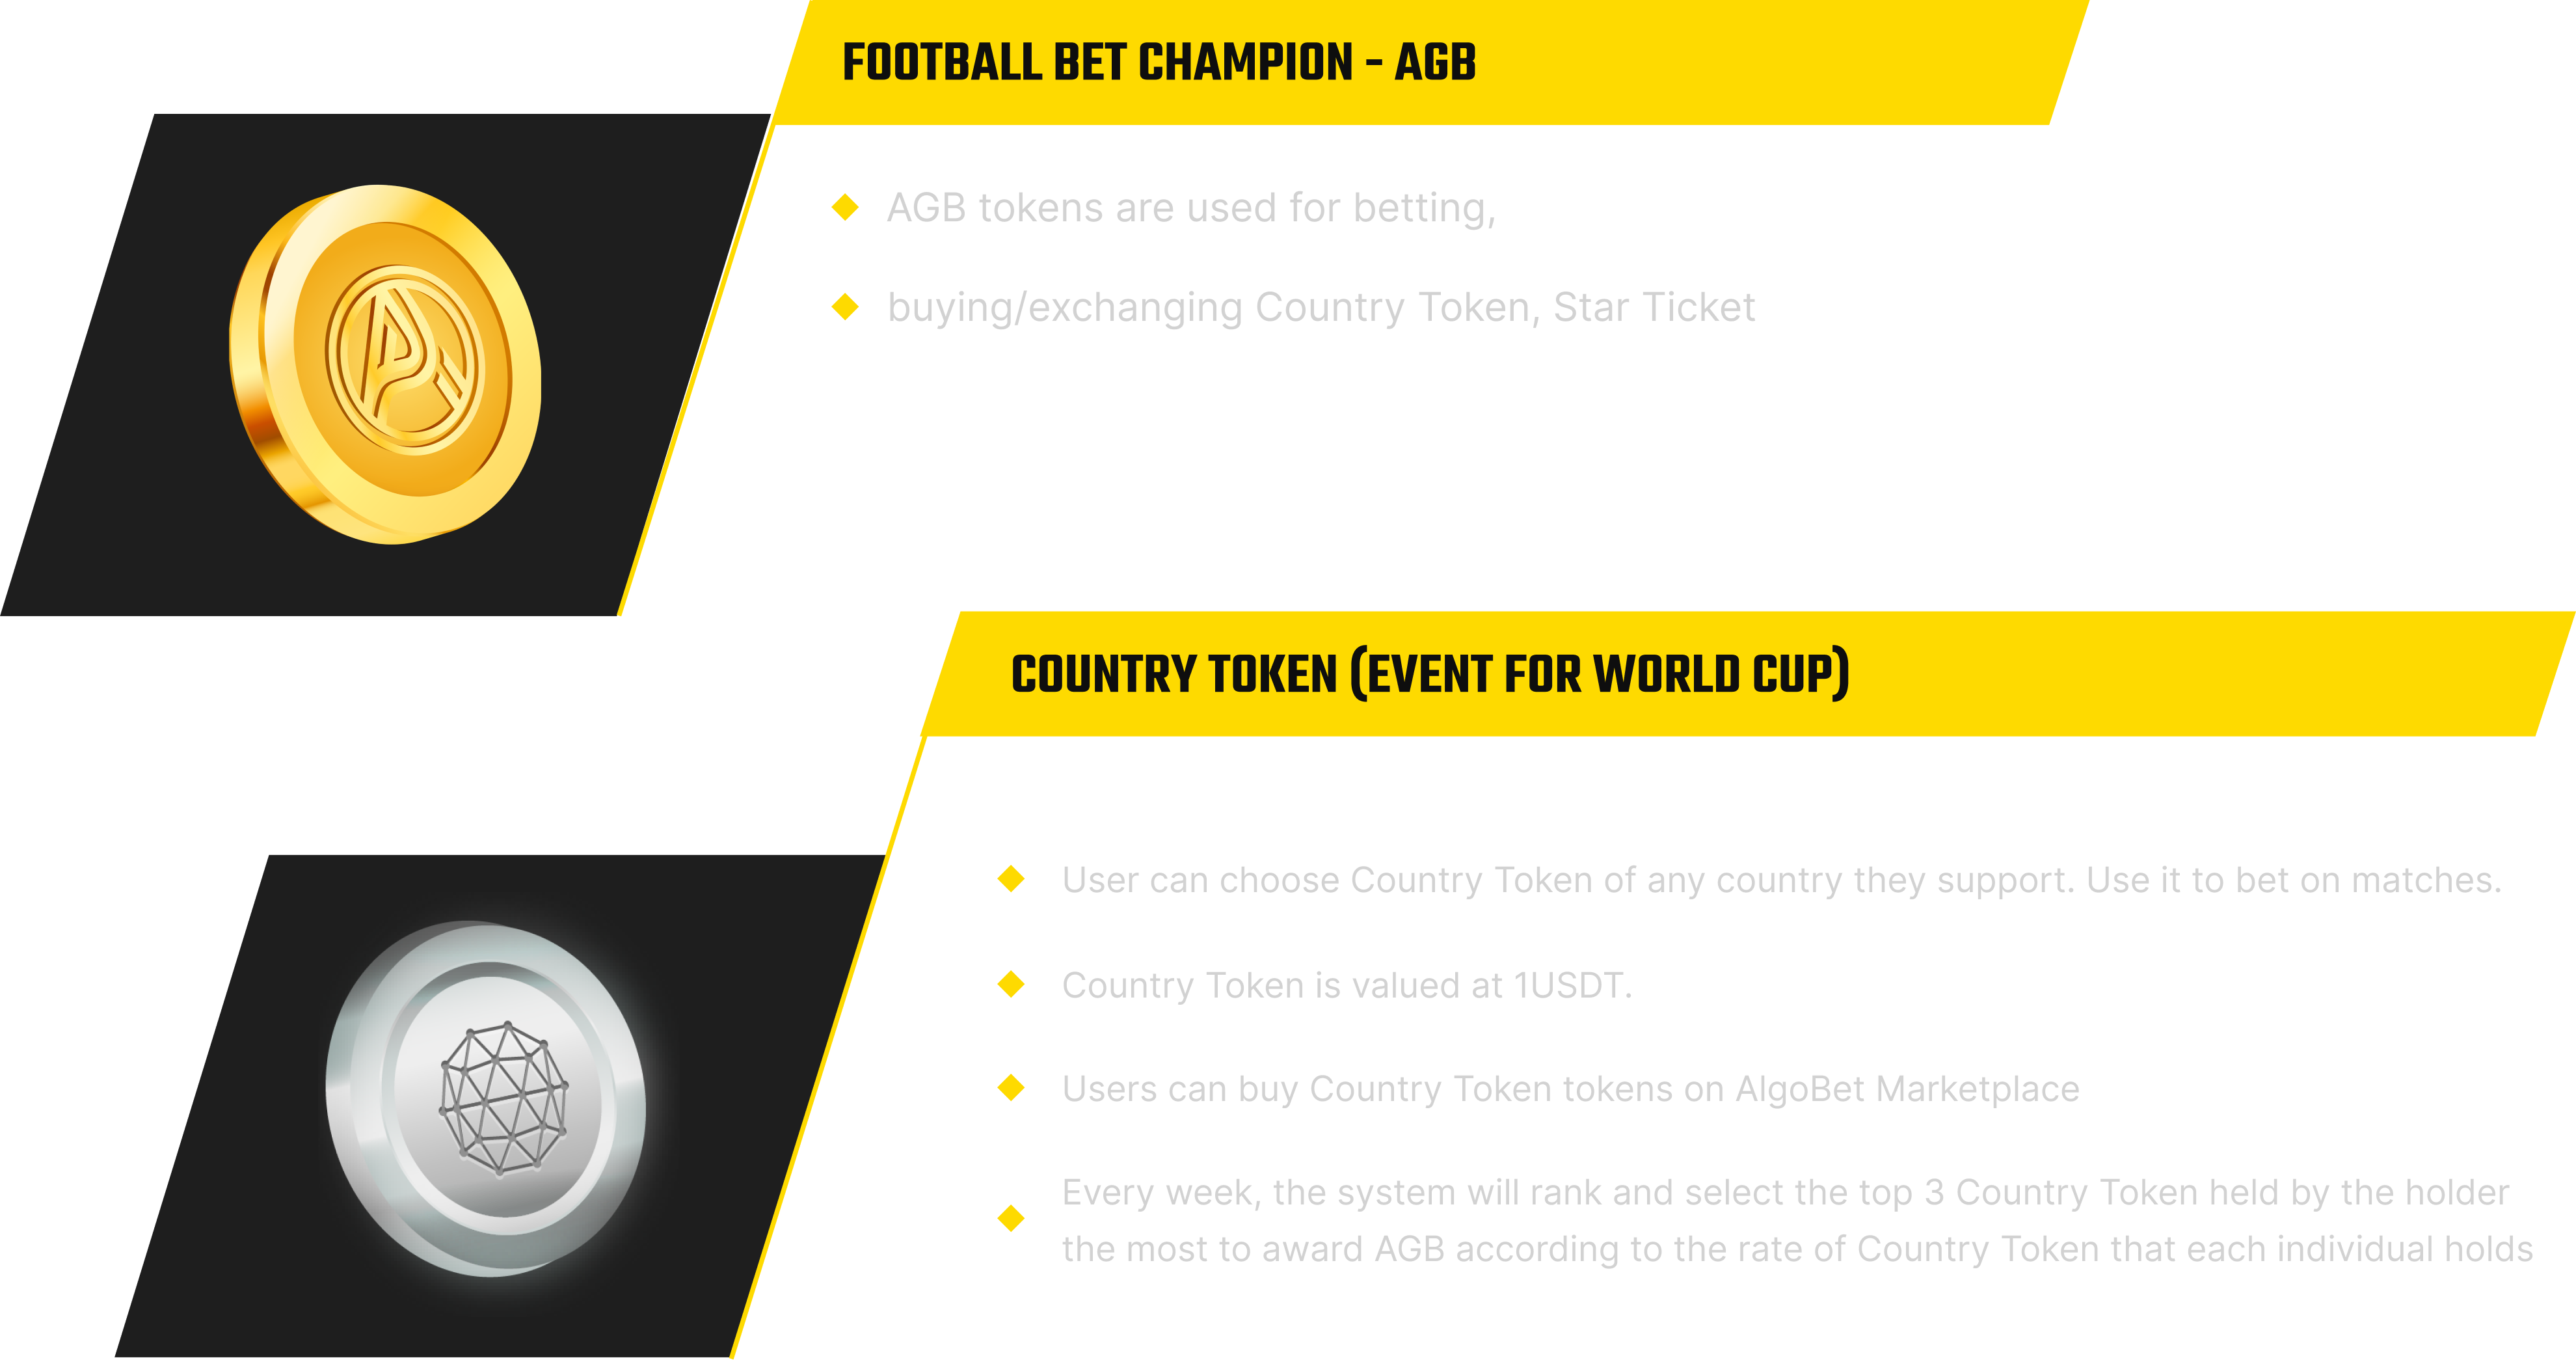 FOOTBALL BET CHAMPION - AGB
AGB tokens are used for betting,
buying/exchanging Country Token, Star Ticket
COUNTRY TOKEN (EVENT FOR WORLD CUP)
User can choose Country Token of any country they support. Use it to bet on matches.
Country Token is valued at 1USDT.
Users can buy Country Token tokens on AlgoBet Marketplace
Every week, the system will rank and select the top 3 Country Token held by the holder
the most to award AGB according to the rate of Country Token that each individual holds